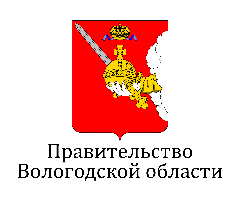 Правительство
Вологодской области